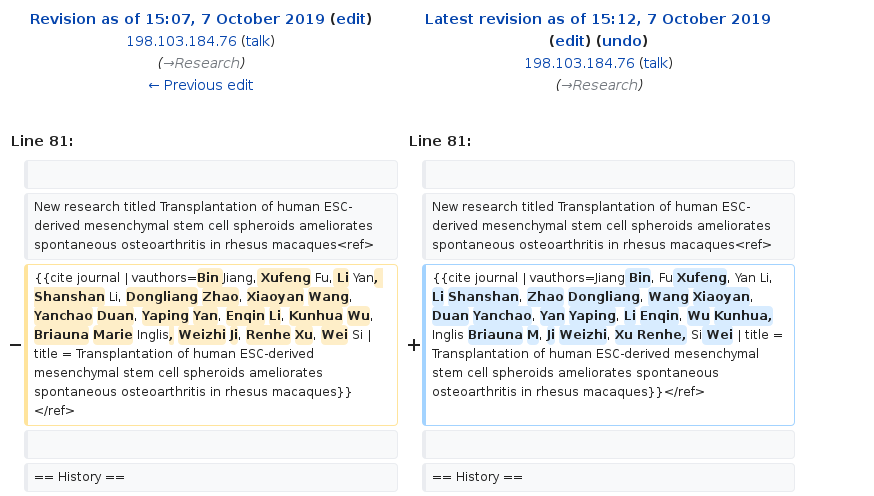 Revision as of 15:07, 7 October 2019 (edit)
198.103.184.76 (talk)
(→Research)
← Previous edit
Latest revision as of 15:12, 7 October 2019
(edit) (undo)
198.103.184.76 (talk)
(→Research)
Line 81:
Line 81:
New research titled Transplantation of human ESC-
derived mesenchymal stem cell spheroids ameliorates
spontaneous osteoarthritis in rhesus macaques<ref>
New research titled Transplantation of human ESC-
derived mesenchymal stem cell spheroids ameliorates
spontaneous osteoarthritis in rhesus macaques<ref>
−
{{cite journal | vauthors=Bin Jiang, Xufeng Fu, Li Yan,
Shanshan Li, Dongliang Zhao, Xiaoyan Wang,
Yanchao Duan, Yaping Yan, Enqin Li, Kunhua Wu,
Briauna Marie Inglis, Weizhi Ji, Renhe Xu, Wei Si |
title = Transplantation of human ESC-derived
mesenchymal stem cell spheroids ameliorates
spontaneous osteoarthritis in rhesus macaques}}
</ref>
+
{{cite journal | vauthors=Jiang Bin, Fu Xufeng, Yan Li,
Li Shanshan, Zhao Dongliang, Wang Xiaoyan,
Duan Yanchao, Yan Yaping, Li Enqin, Wu Kunhua,
Inglis Briauna M, Ji Weizhi, Xu Renhe, Si Wei | title =
Transplantation of human ESC-derived mesenchymal
stem cell spheroids ameliorates spontaneous
osteoarthritis in rhesus macaques}}</ref>
== History ==
== History ==